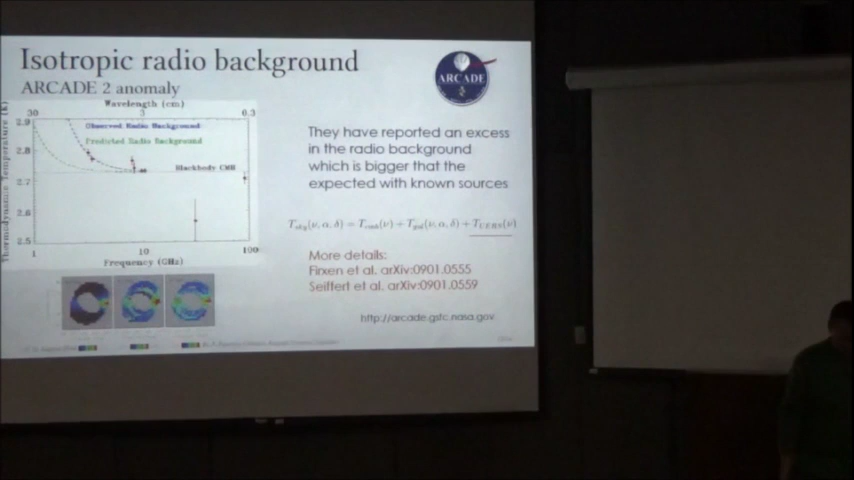 Isotropic radio background
ARCADE 2 anomaly
ARCADE
Wavelength (cm)
30 3 0.3
Thermodynamic Temperature (K)
2.9
2.8
2.7
2.6
2.5
Observed Radio Background
Predicted Radio Background
Blackbody CMB
1 10 100
Frequency (GHz)
They have reported an excess
in the radio background
which is bigger that the
expected with known sources
More details:
Fixsen et al. arXiv:0901.0555
Seiffert et al. arXiv:0901.0559
http://arcade.gsfc.nasa.gov